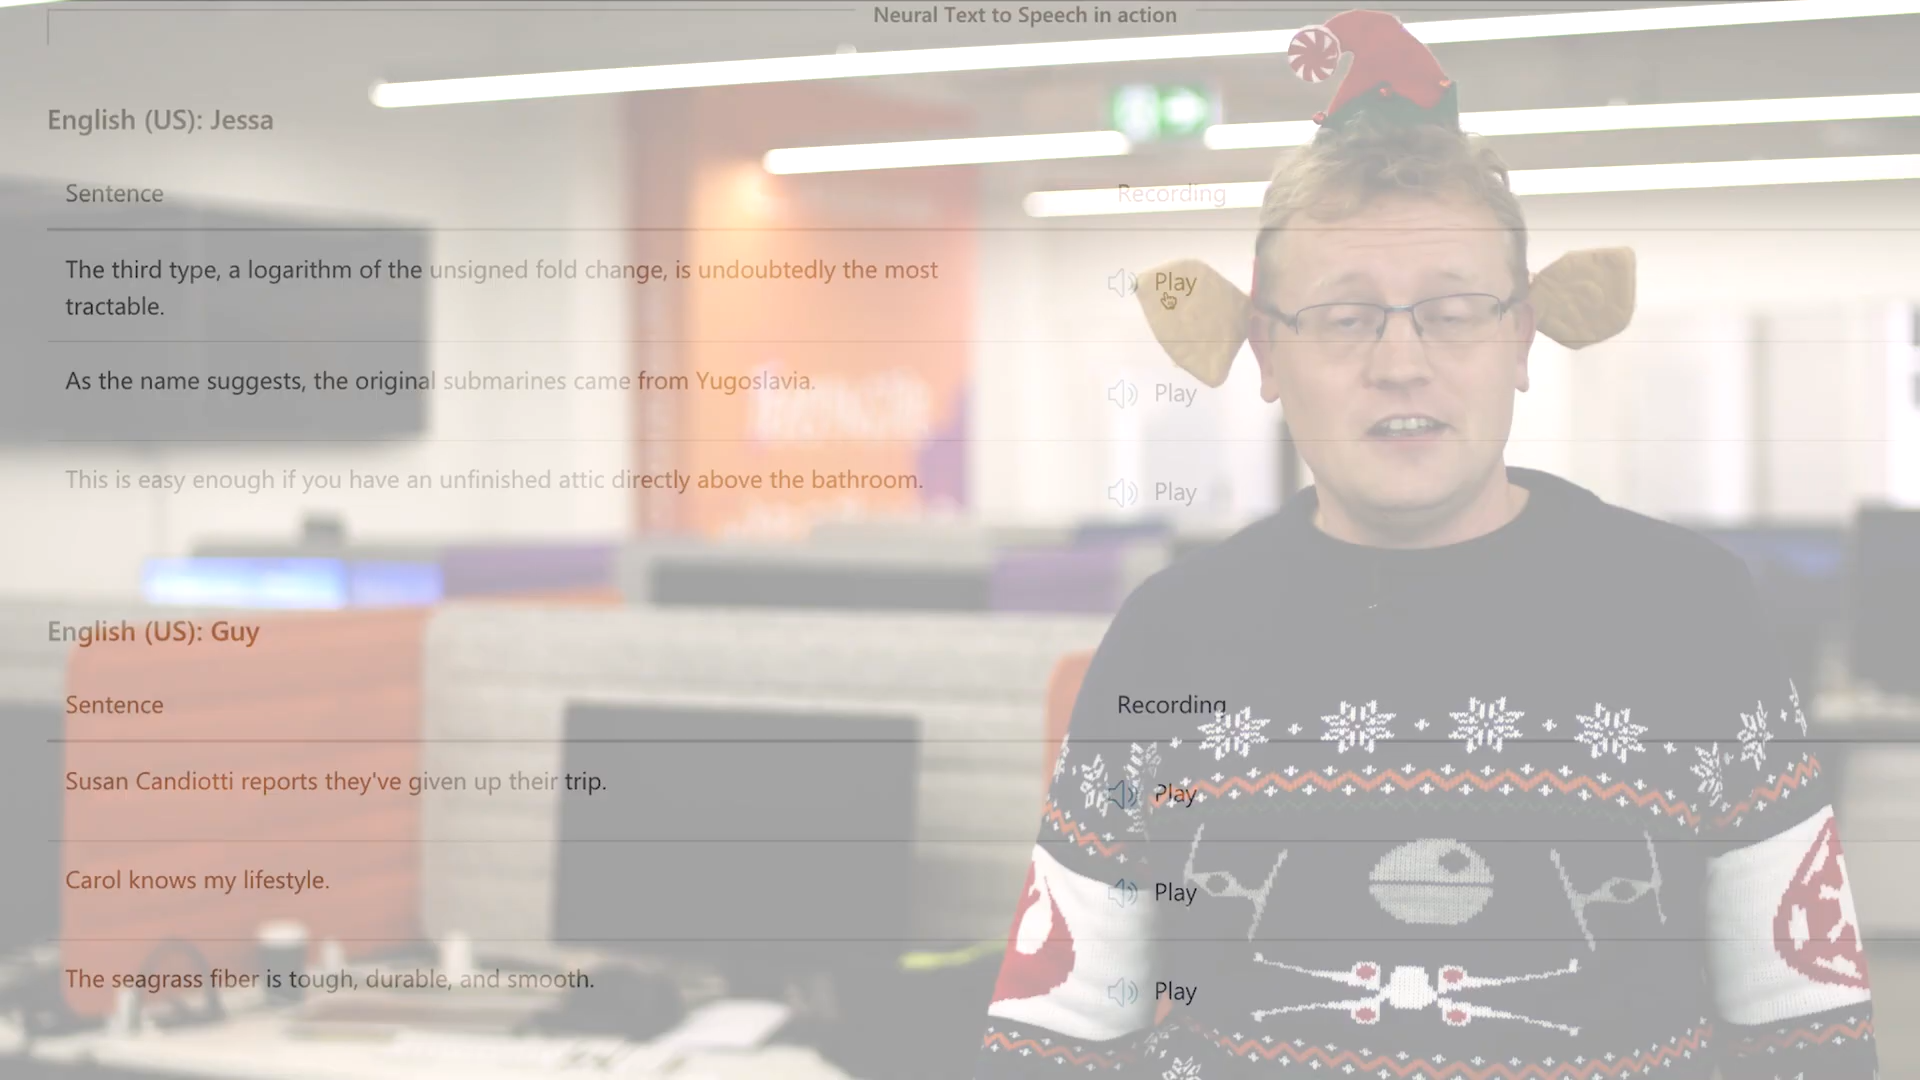 Neural Text to Speech in action
English (US): Jessa
Sentence Recording
The third type, a logarithm of the unsigned fold change, is undoubtedly the most
tractable.
Play
As the name suggests, the original submarines came from Yugoslavia. Play
This is easy enough if you have an unfinished attic directly above the bathroom. Play
English (US): Guy
Sentence Recording
Susan Candiotti reports they've given up their trip. Play
Carol knows my lifestyle. Play
The seagrass fiber is tough, durable, and smooth. Play